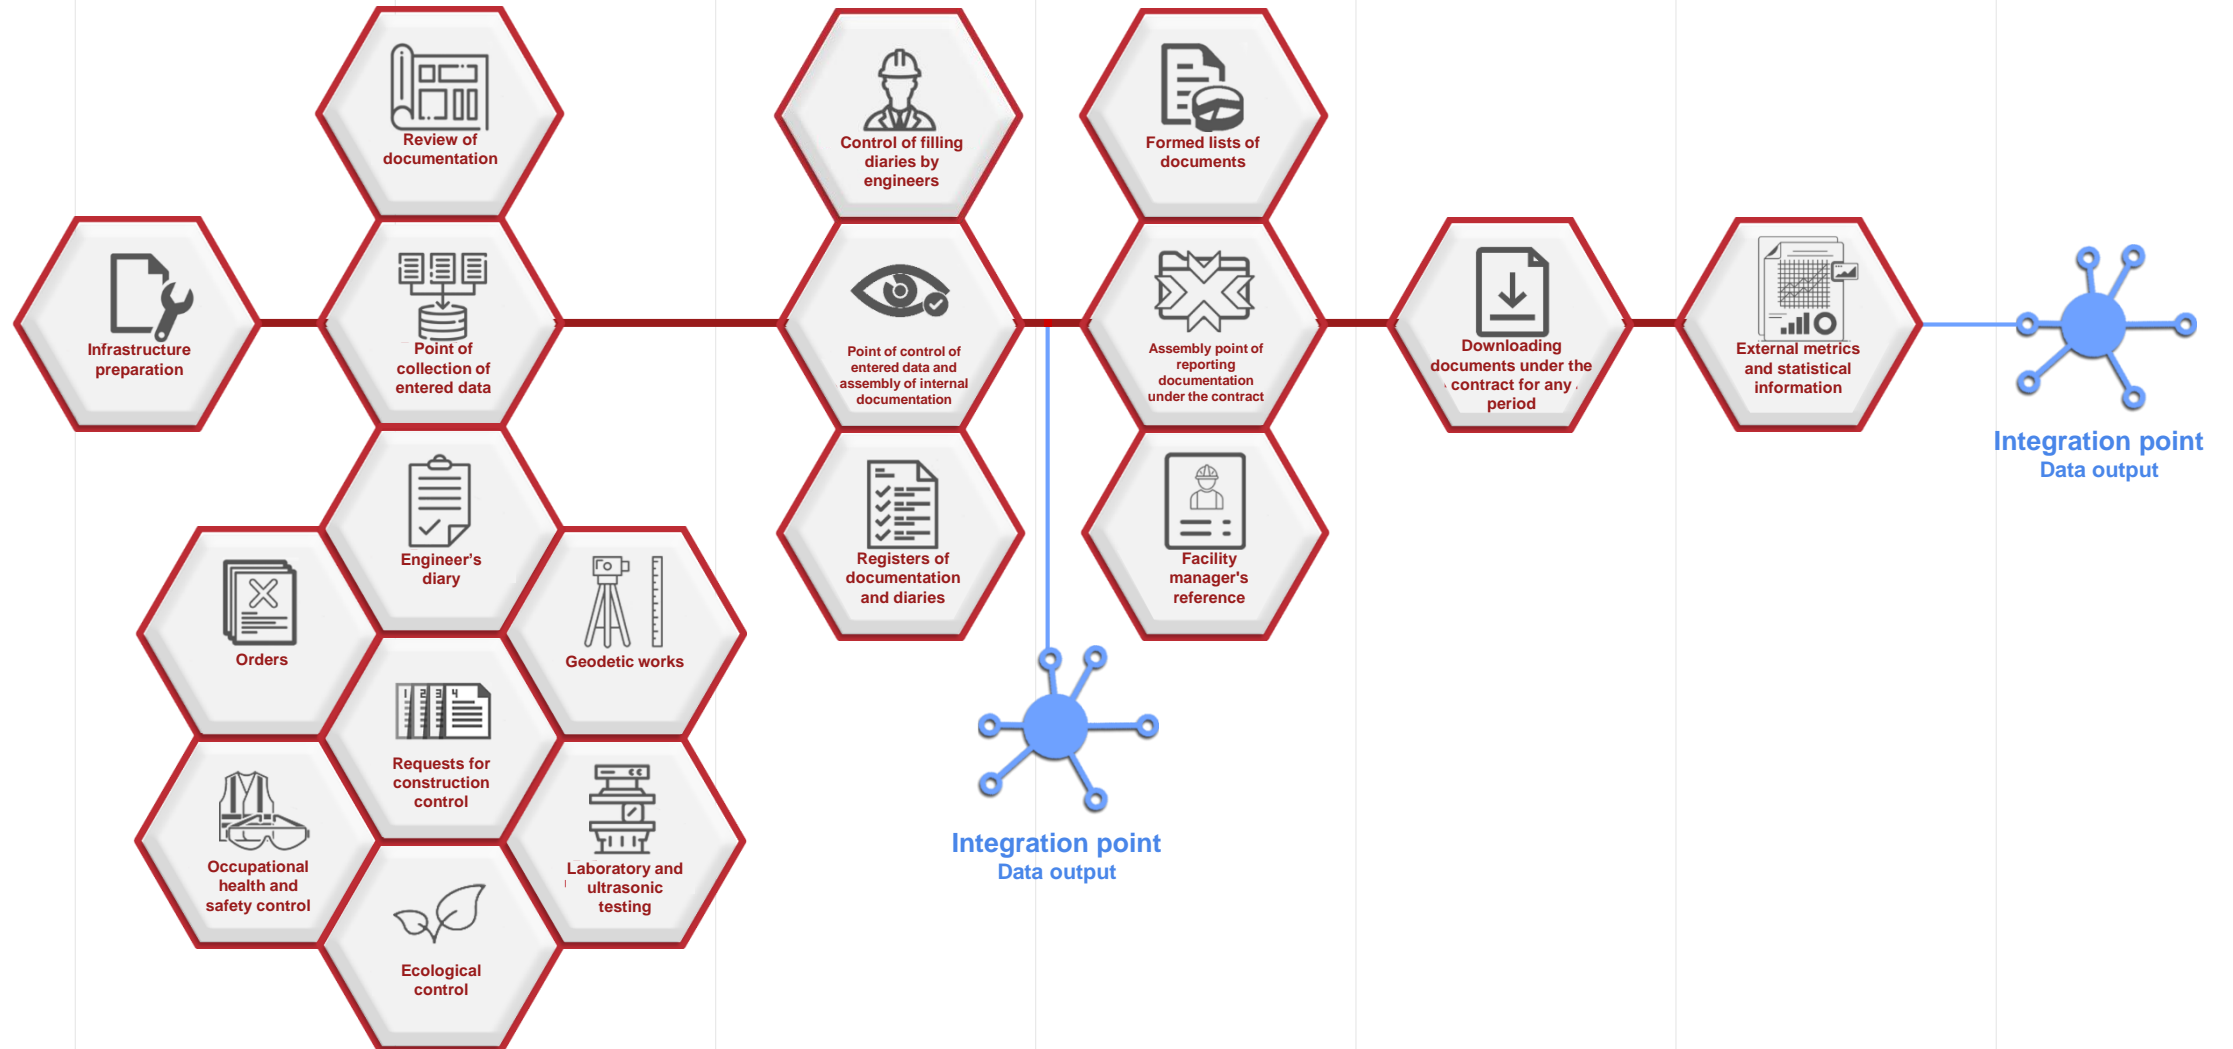 Review of
documentation
Control of filling
diaries by
engineers
Formed lists of
documents
Infrastructure
preparation
Point of
collection of
entered data
Point of control of
entered data and
assembly of internal
documentation
Assembly point of
reporting
documentation
under the contract
Downloading
documents under the
contract for any
period
External metrics
and statistical
information
Integration point
Data output
Engineer’s
diary
Registers of
documentation
and diaries
Facility
manager's
reference
Orders
Geodetic works
1 2 3 4
Requests for
construction
control
Occupational
health and
safety control
Laboratory and
ultrasonic
testing
Integration point
Data output
Ecological
control